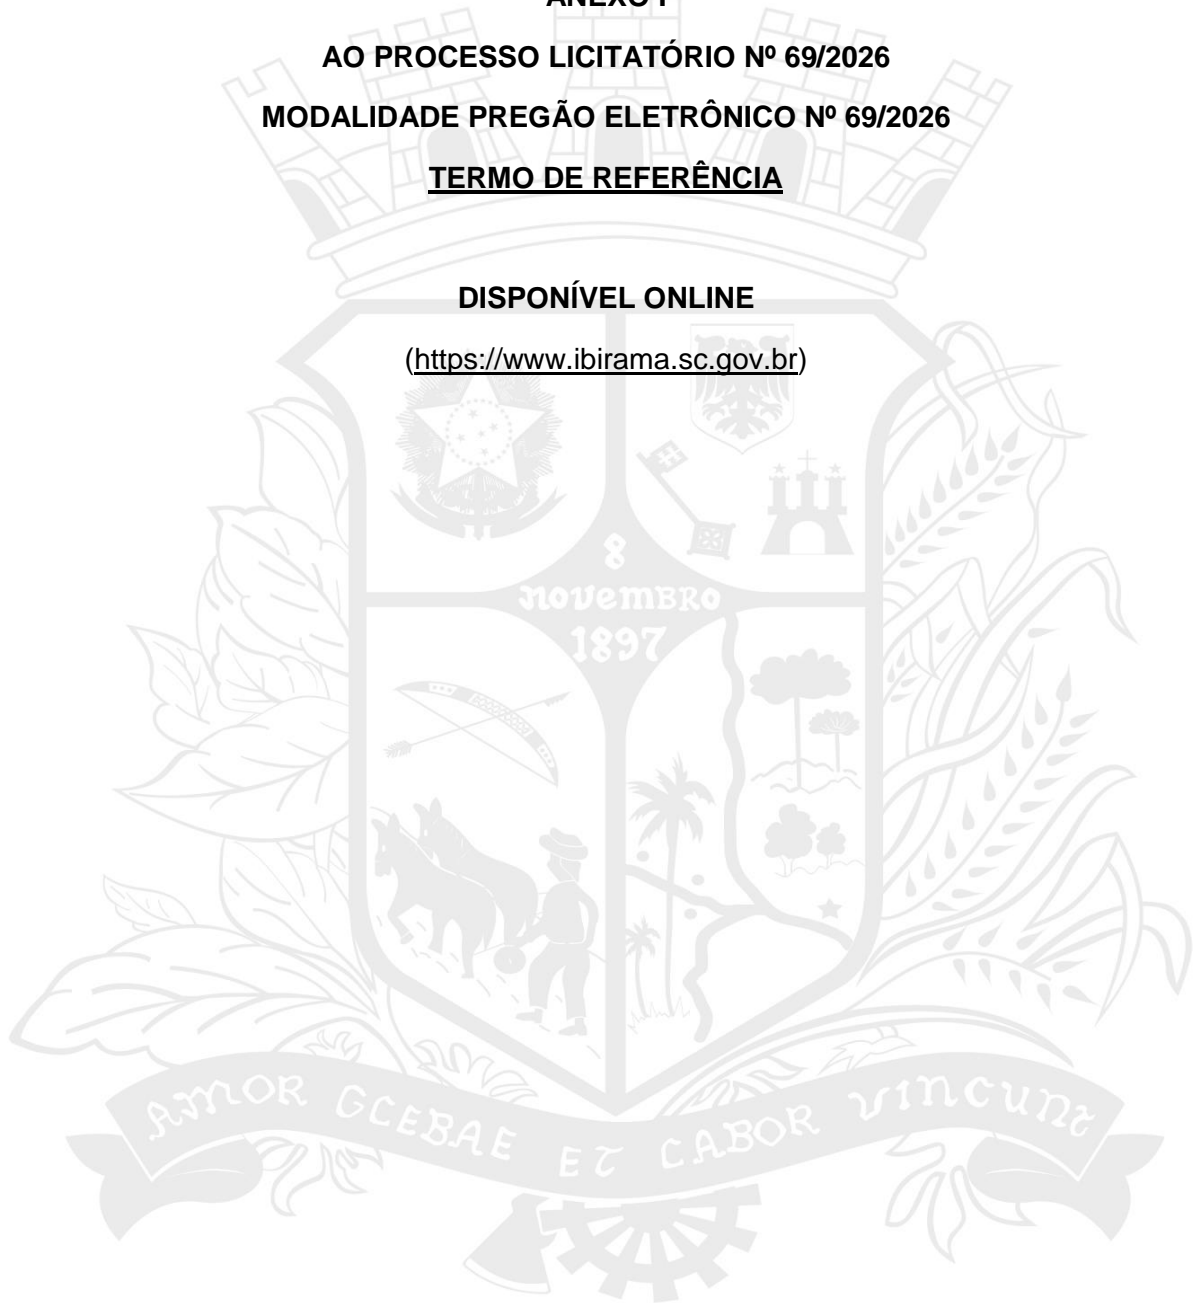 ANEXO I
AO PROCESSO LICITATÓRIO Nº 69/2026
MODALIDADE PREGÃO ELETRÔNICO Nº 69/2026
TERMO DE REFERÊNCIA
DISPONÍVEL ONLINE
(https://www.ibirama.sc.gov.br)
8
NOVEMBRO
1897
AMOR GLEBAE ET LABOR VINCUNT